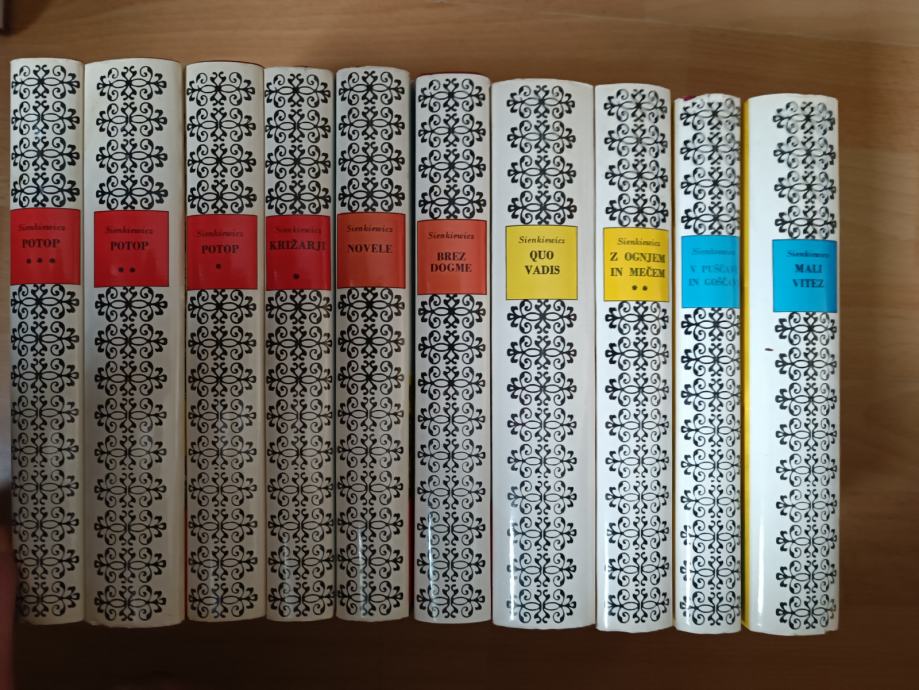 Sienkiewicz
POTOP
•••
Sienkiewicz
POTOP
••
Sienkiewicz
POTOP
•
Sienkiewicz
KRIŽARJI
•
Sienkiewicz
NOVELE
Sienkiewicz
BREZ
DOGME
Sienkiewicz
QUO
VADIS
Sienkiewicz
Z OGNJEM
IN MEČEM
••
Sienkiewicz
V PUŠČAVI
IN GOŠČAVI
Sienkiewicz
MALI
VITEZ